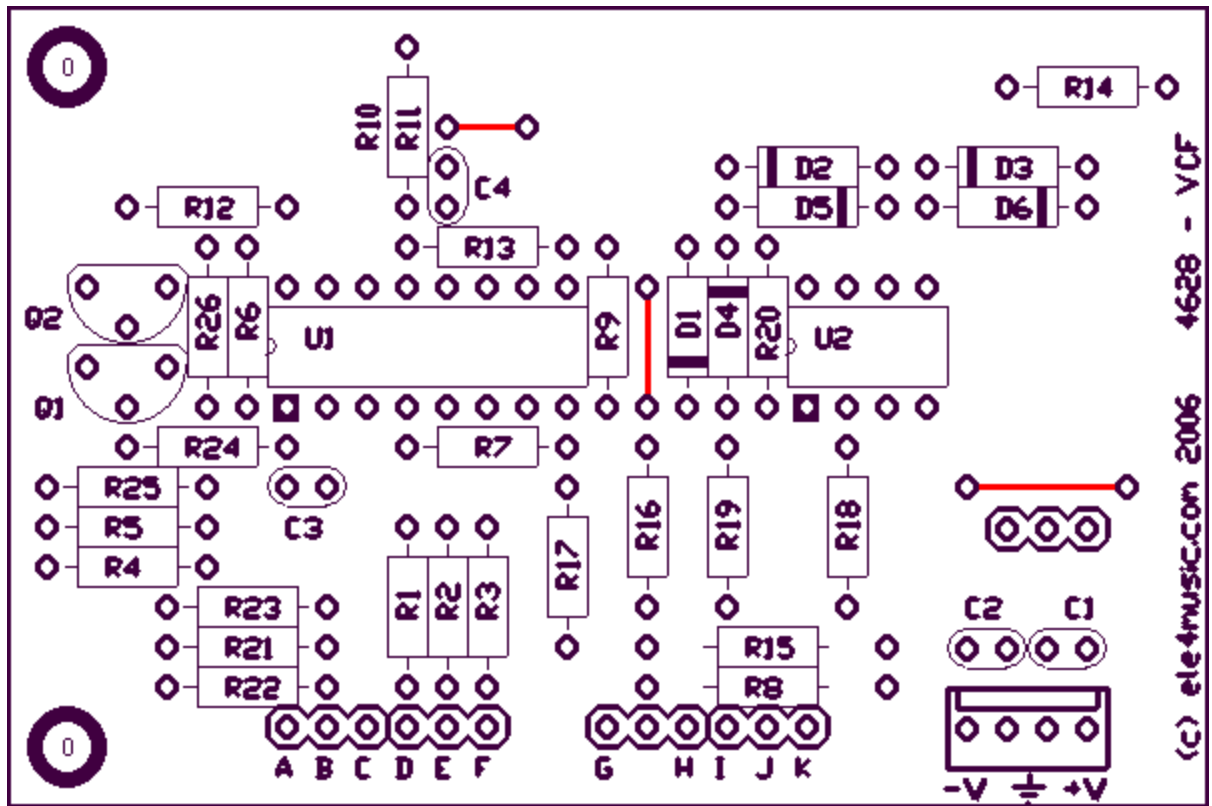 0
R10
R11
C4
R14
D2
D3
D5
D6
R12
R13
Q2
R26
R6
U1
R9
D1
D4
R20
U2
Q1
R24
R7
R25
R5
R4
C3
R16
R19
R18
R17
R1
R2
R3
R23
R21
R22
R15
R8
C2
C1
0
A B C D E F
G H I J K
-V +V
(c) ele4music.com 2006 4628 - VCF